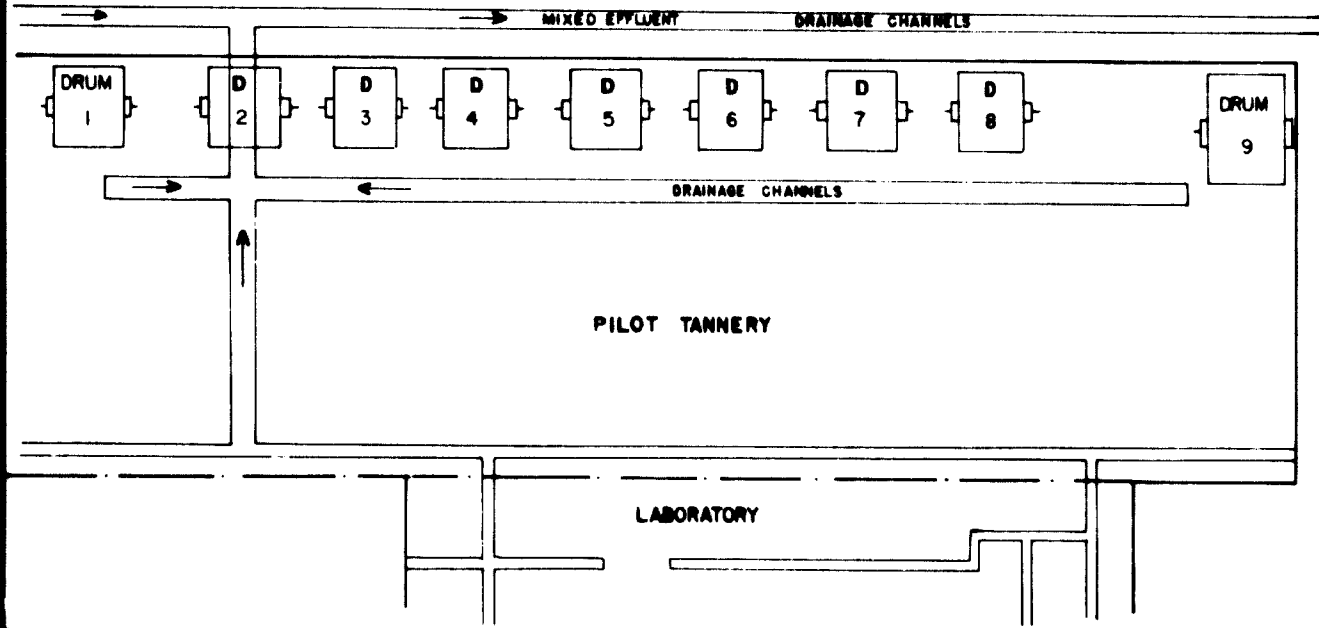 MIXED EFFLUENT DRAINAGE CHANNELS
DRUM 1
D 2
D 3
D 4
D 5
D 6
D 7
D 8
DRUM 9
DRAINAGE CHANNELS
PILOT TANNERY
LABORATORY